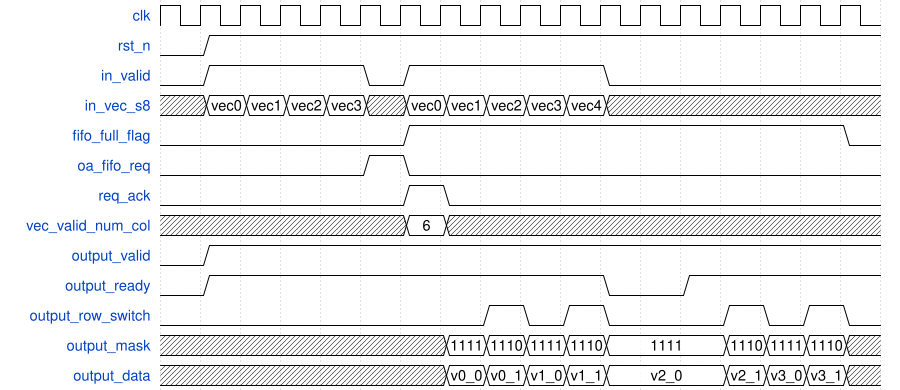 clk
rst_n
in_valid
in_vec_s8 vec0 vec1 vec2 vec3 vec0 vec1 vec2 vec3 vec4
fifo_full_flag
oa_fifo_req
req_ack
vec_valid_num_col 6
output_valid
output_ready
output_row_switch
output_mask 1111 1110 1111 1110 1111 1110 1111 1110
output_data v0_0 v0_1 v1_0 v1_1 v2_0 v2_1 v3_0 v3_1